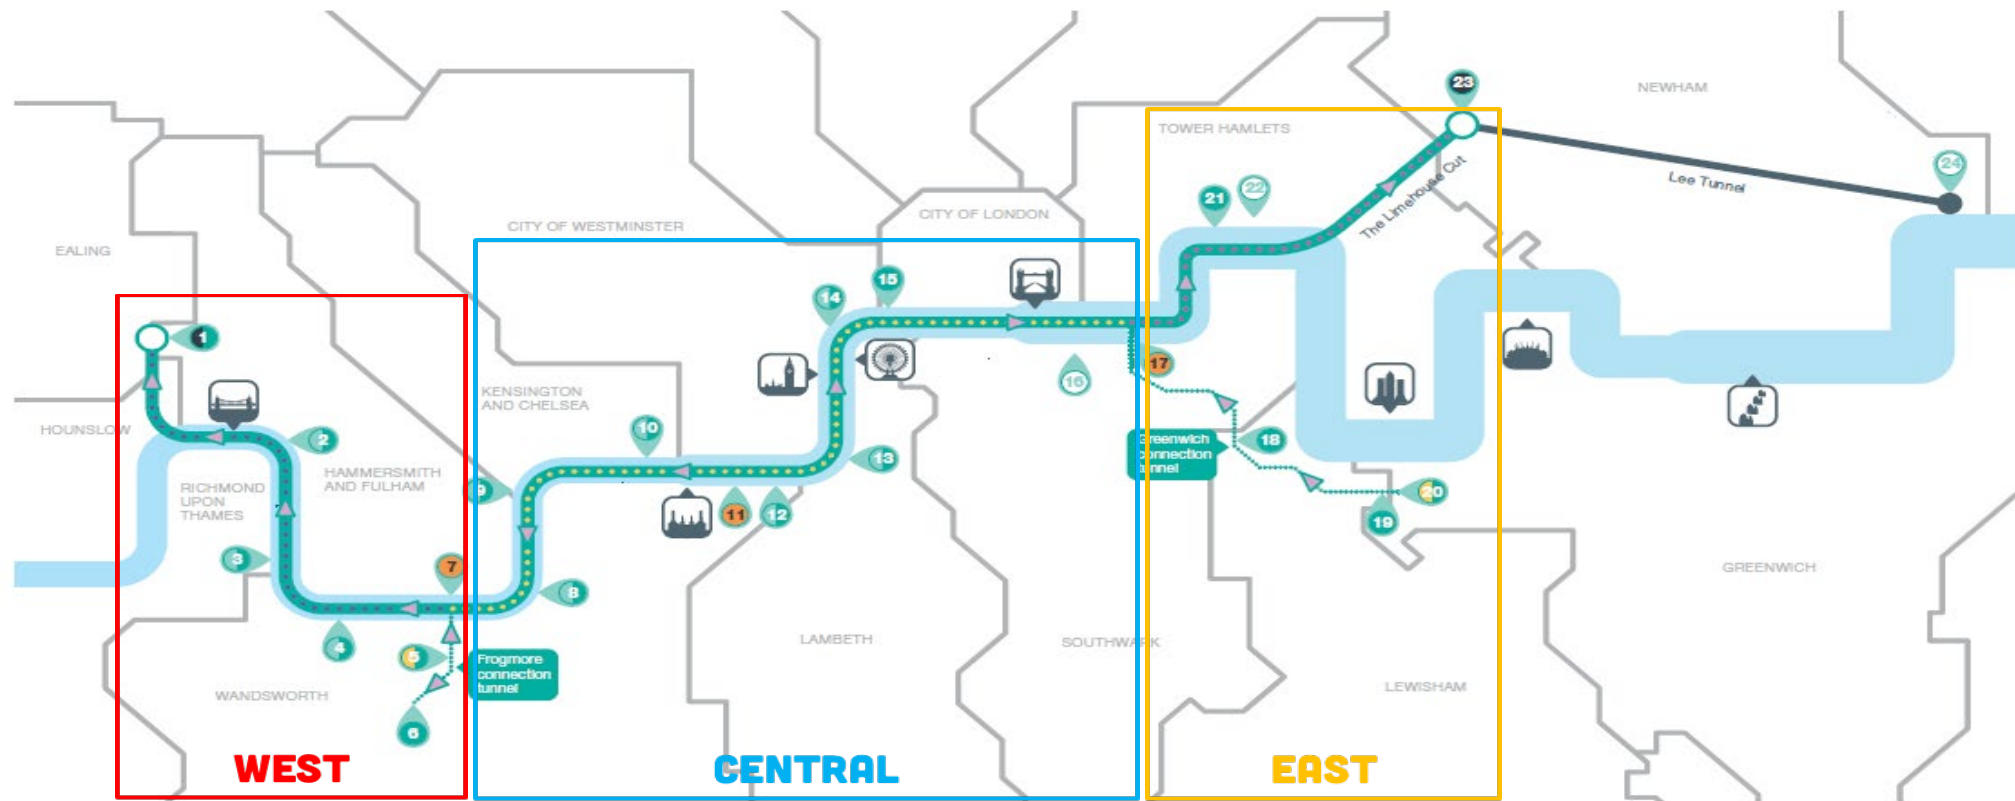 23
NEWHAM
TOWER HAMLETS
24
Lee Tunnel
The Limehouse Cut
21
22
CITY OF LONDON
CITY OF WESTMINSTER
EALING
15
14
1
17
16
KENSINGTON
AND CHELSEA
HOUNSLOW
10
2
Greenwich
connection
tunnel
18
13
HAMMERSMITH
AND FULHAM
RICHMOND
UPON
THAMES
9
20
11
12
19
3
7
GREENWICH
8
4
5
LAMBETH
SOUTHWARK
Frogmore
connection
tunnel
LEWISHAM
WANDSWORTH
6
WEST
CENTRAL
EAST